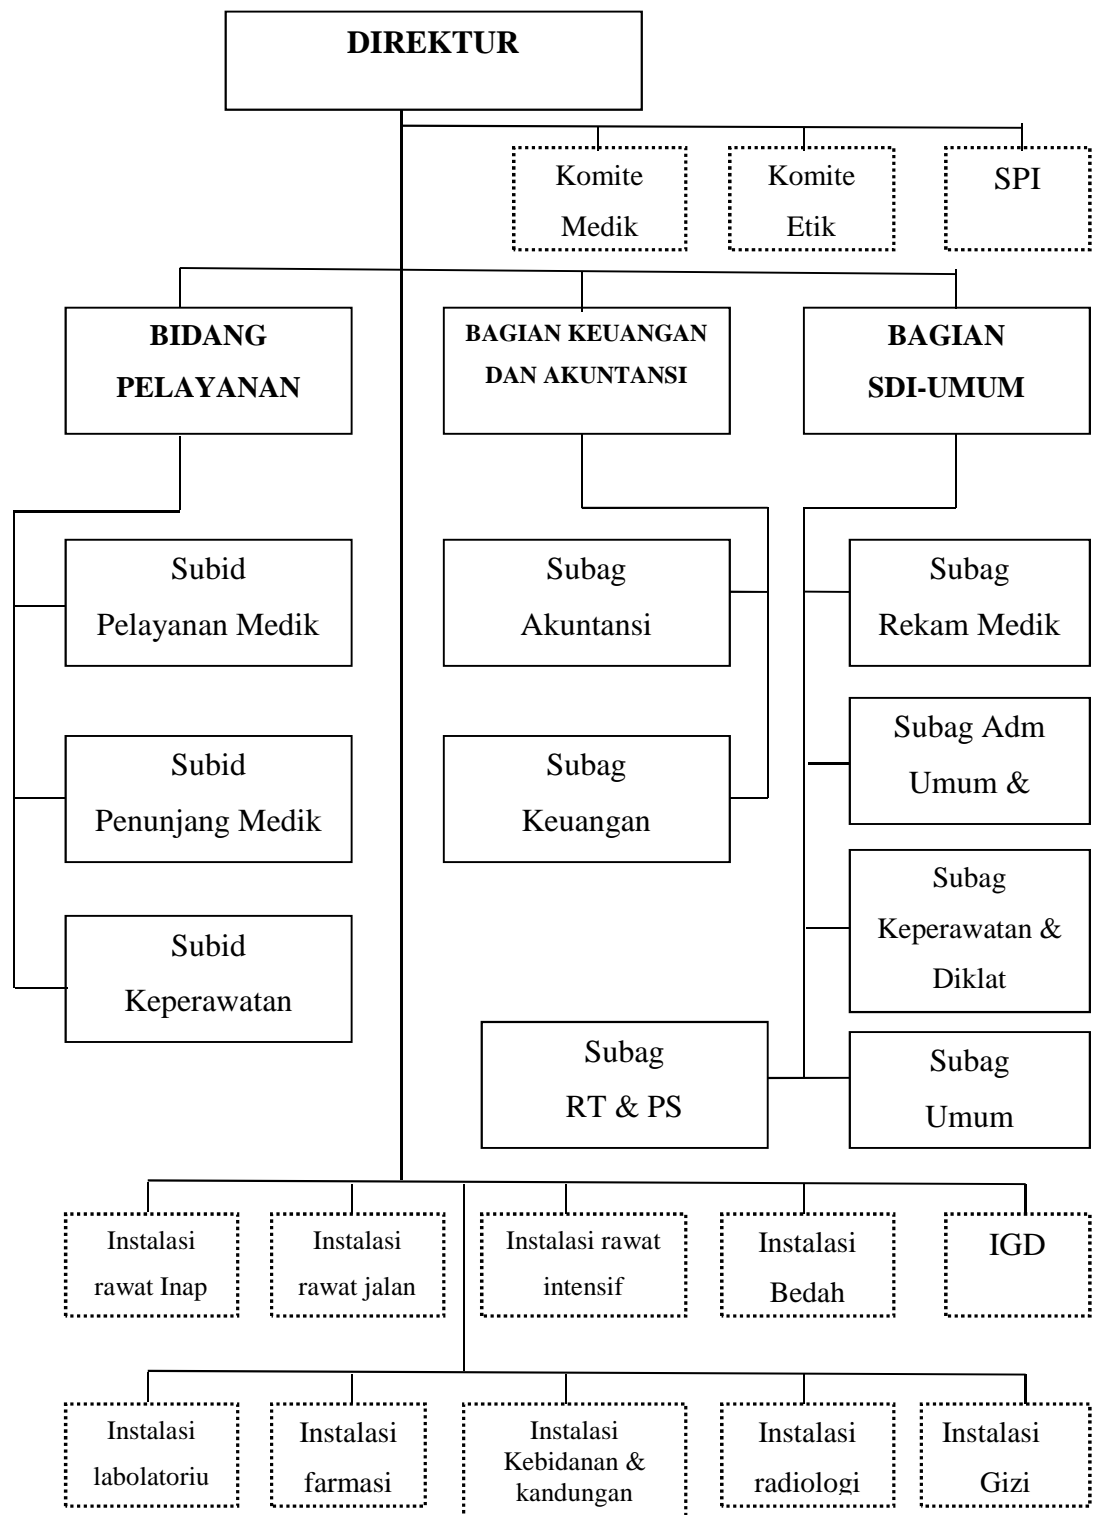 DIREKTUR
Komite
Medik
Komite
Etik
SPI
BIDANG
PELAYANAN
BAGIAN KEUANGAN
DAN AKUNTANSI
BAGIAN
SDI-UMUM
Subid
Pelayanan Medik
Subag
Akuntansi
Subag
Rekam Medik
Subid
Penunjang Medik
Subag
Keuangan
Subag Adm
Umum &
Subag
Keperawatan &
Diklat
Subid
Keperawatan
Subag
RT & PS
Subag
Umum
Instalasi
rawat Inap
Instalasi
rawat jalan
Instalasi rawat
intensif
Instalasi
Bedah
IGD
Instalasi
labolatoriu
Instalasi
farmasi
Instalasi
Kebidanan &
kandungan
Instalasi
radiologi
Instalasi
Gizi